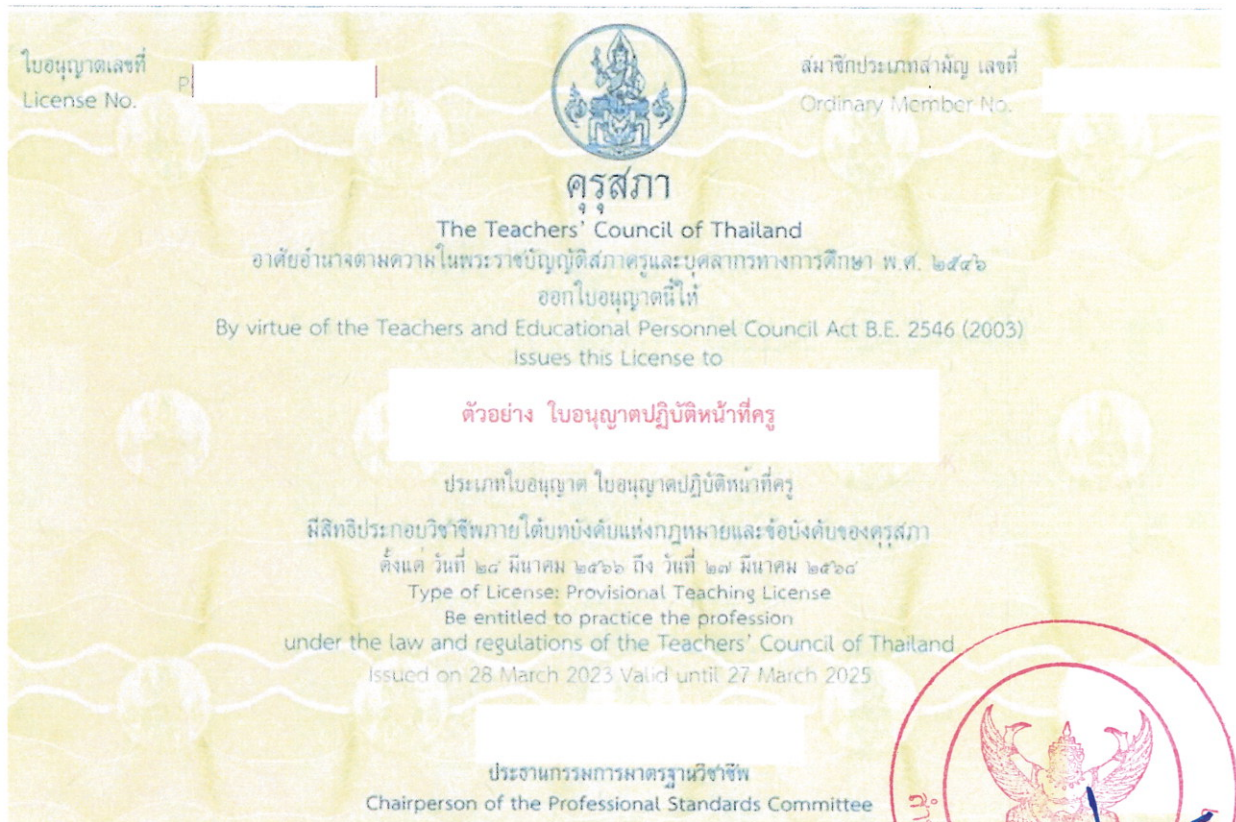 ใบอนุญาตเลขที่
License No.
P
สมาชิกประเภทสามัญ เลขที่
Ordinary Member No.
คุรุสภา
The Teachers' Council of Thailand
อาศัยอำนาจตามความในพระราชบัญญัติสภาครูและบุคลากรทางการศึกษา พ.ศ. ๒๕๔๖
ออกใบอนุญาตนี้ให้
By virtue of the Teachers and Educational Personnel Council Act B.E. 2546 (2003)
Issues this License to
ตัวอย่าง ใบอนุญาตปฏิบัติหน้าที่ครู
ประเภทใบอนุญาต ใบอนุญาตปฏิบัติหน้าที่ครู
มีสิทธิประกอบวิชาชีพภายใต้บทบังคับแห่งกฎหมายและข้อบังคับของคุรุสภา
ตั้งแต่ วันที่ ๒๘ มีนาคม ๒๕๖๖ ถึง วันที่ ๒๗ มีนาคม ๒๕๖๘
Type of License: Provisional Teaching License
Be entitled to practice the profession
under the law and regulations of the Teachers' Council of Thailand
Issued on 28 March 2023 Valid until 27 March 2025
ประธานกรรมการมาตรฐานวิชาชีพ
Chairperson of the Professional Standards Committee